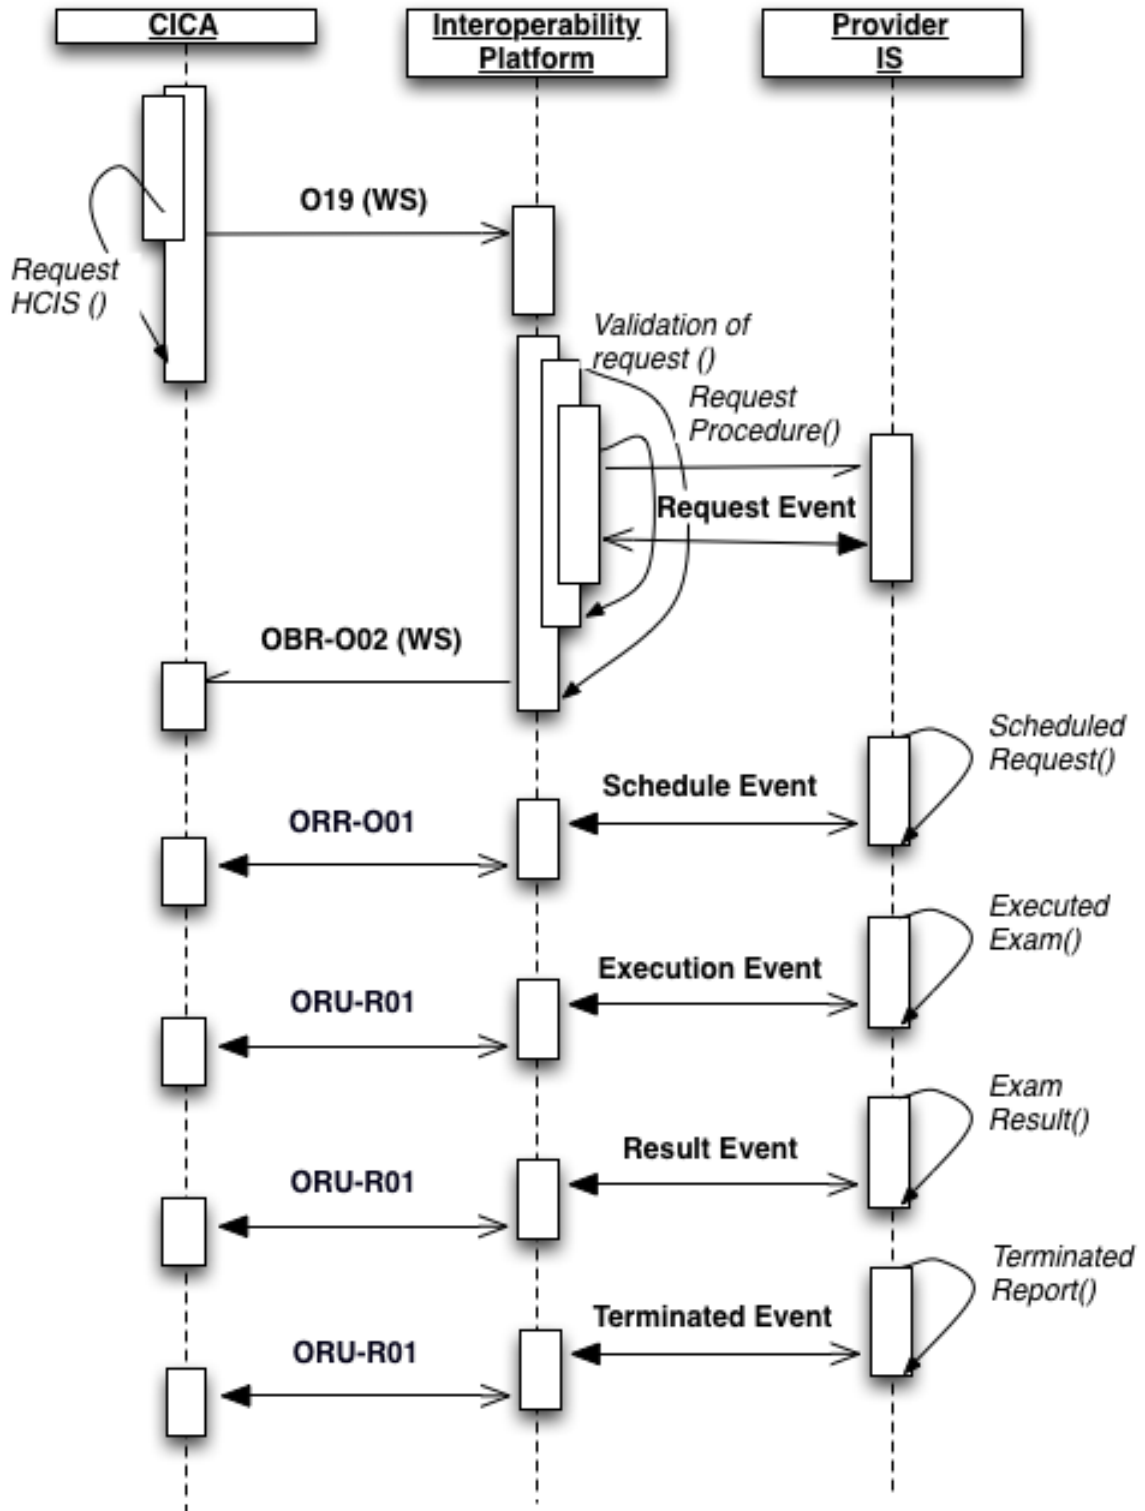 CICA
Interoperability
Platform
Provider
IS
O19 (WS)
Request
HCIS ()
Validation of
request ()
Request
Procedure()
Request Event
OBR-O02 (WS)
Scheduled
Request()
Schedule Event
ORR-O01
Executed
Exam()
Execution Event
ORU-R01
Exam
Result()
Result Event
ORU-R01
Terminated
Report()
Terminated Event
ORU-R01